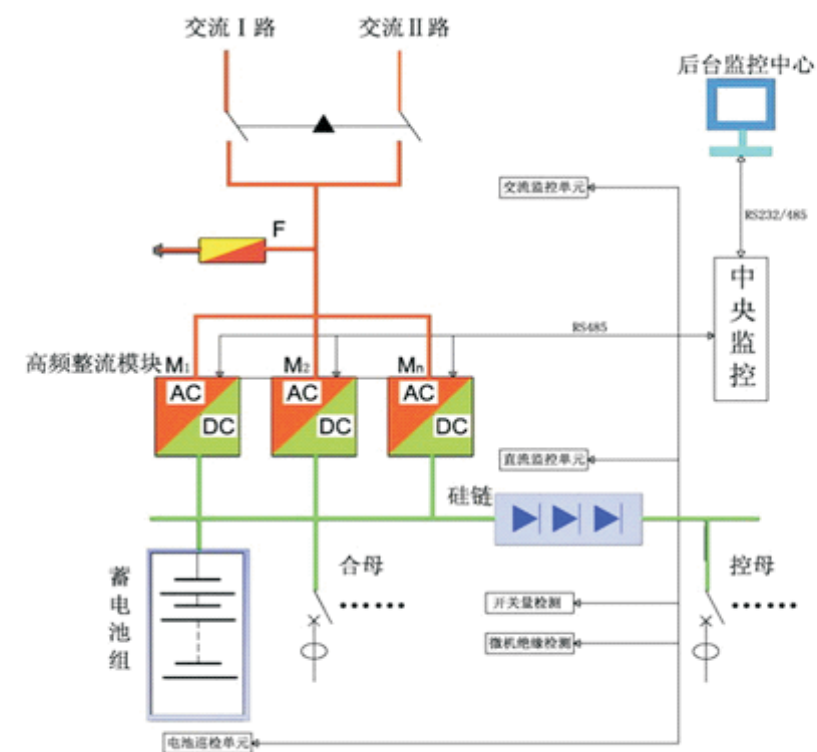 交流Ⅰ路
交流Ⅱ路
后台监控中心
交流监控单元
RS232/485
F
中央监控
RS485
高频整流模块
M1
M2
Mn
AC
DC
AC
DC
AC
DC
直流监控单元
硅链
合母
控母
蓄电池组
开关量检测
微机绝缘检测
电池巡检单元